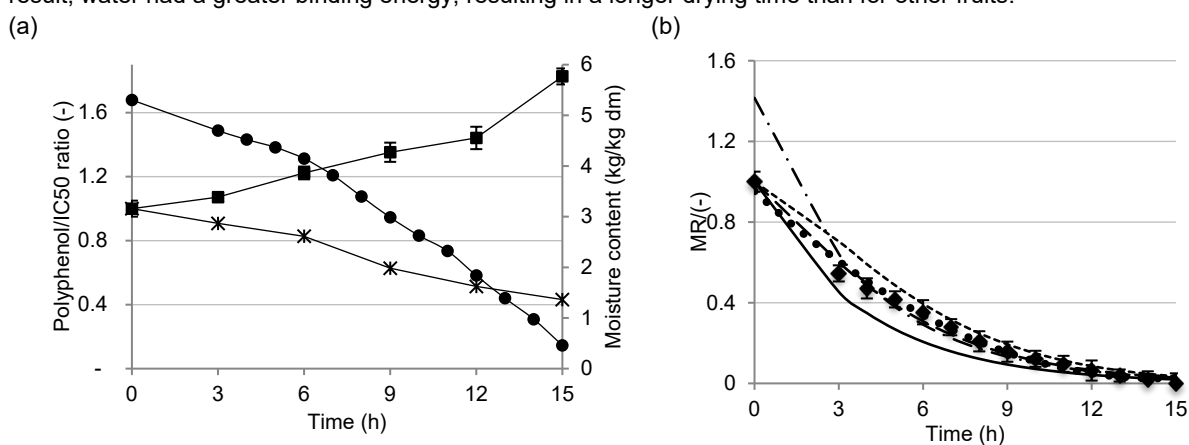 result, water had a greater binding energy, resulting in a longer drying time than for other fruits.
(a)
(b)
Polyphenol/IC50 ratio (-)
1.6
1.2
0.8
0.4
-
6
5
4
3
2
1
0
Moisture content (kg/kg dm)
0 3 6 9 12 15
Time (h)
MR/(-)
1.6
1.2
0.8
0.4
0
0 3 6 9 12 15
Time (h)